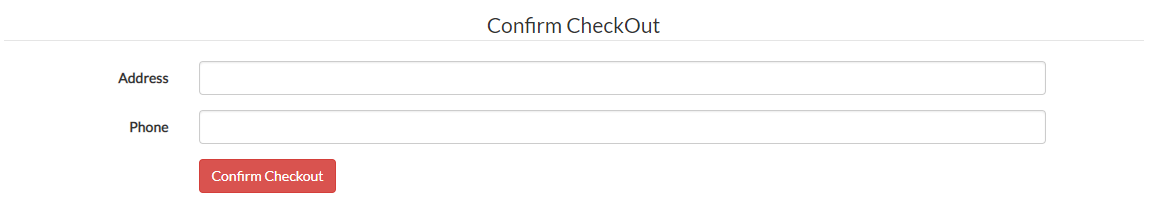 Confirm CheckOut
Address
Phone
Confirm Checkout